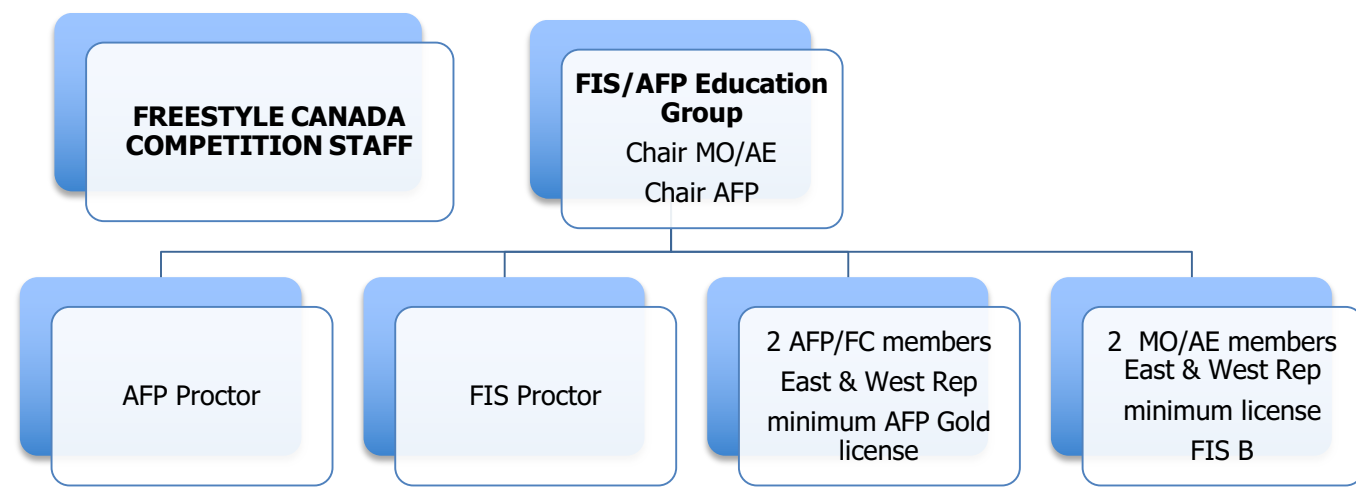 FREESTYLE CANADA
COMPETITION STAFF
FIS/AFP Education
Group
Chair MO/AE
Chair AFP
AFP Proctor
FIS Proctor
2 AFP/FC members
East & West Rep
minimum AFP Gold
license
2 MO/AE members
East & West Rep
minimum license
FIS B